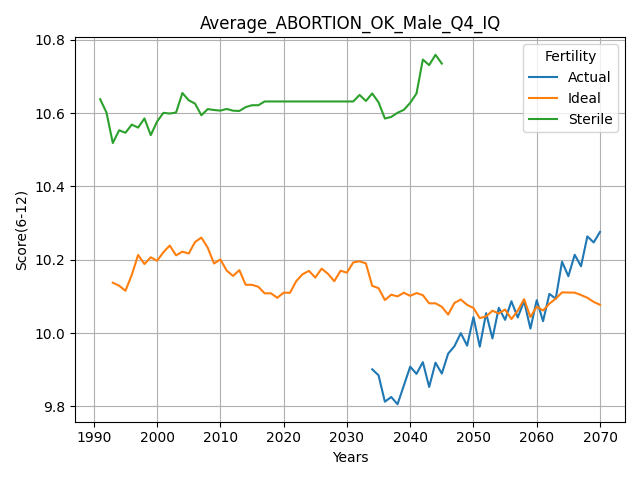 Average_ABORTION_OK_Male_Q4_IQ
Fertility
Actual
Ideal
Sterile
Score(6-12)
10.8
10.6
10.4
10.2
10.0
9.8
1990 2000 2010 2020 2030 2040 2050 2060 2070
Years